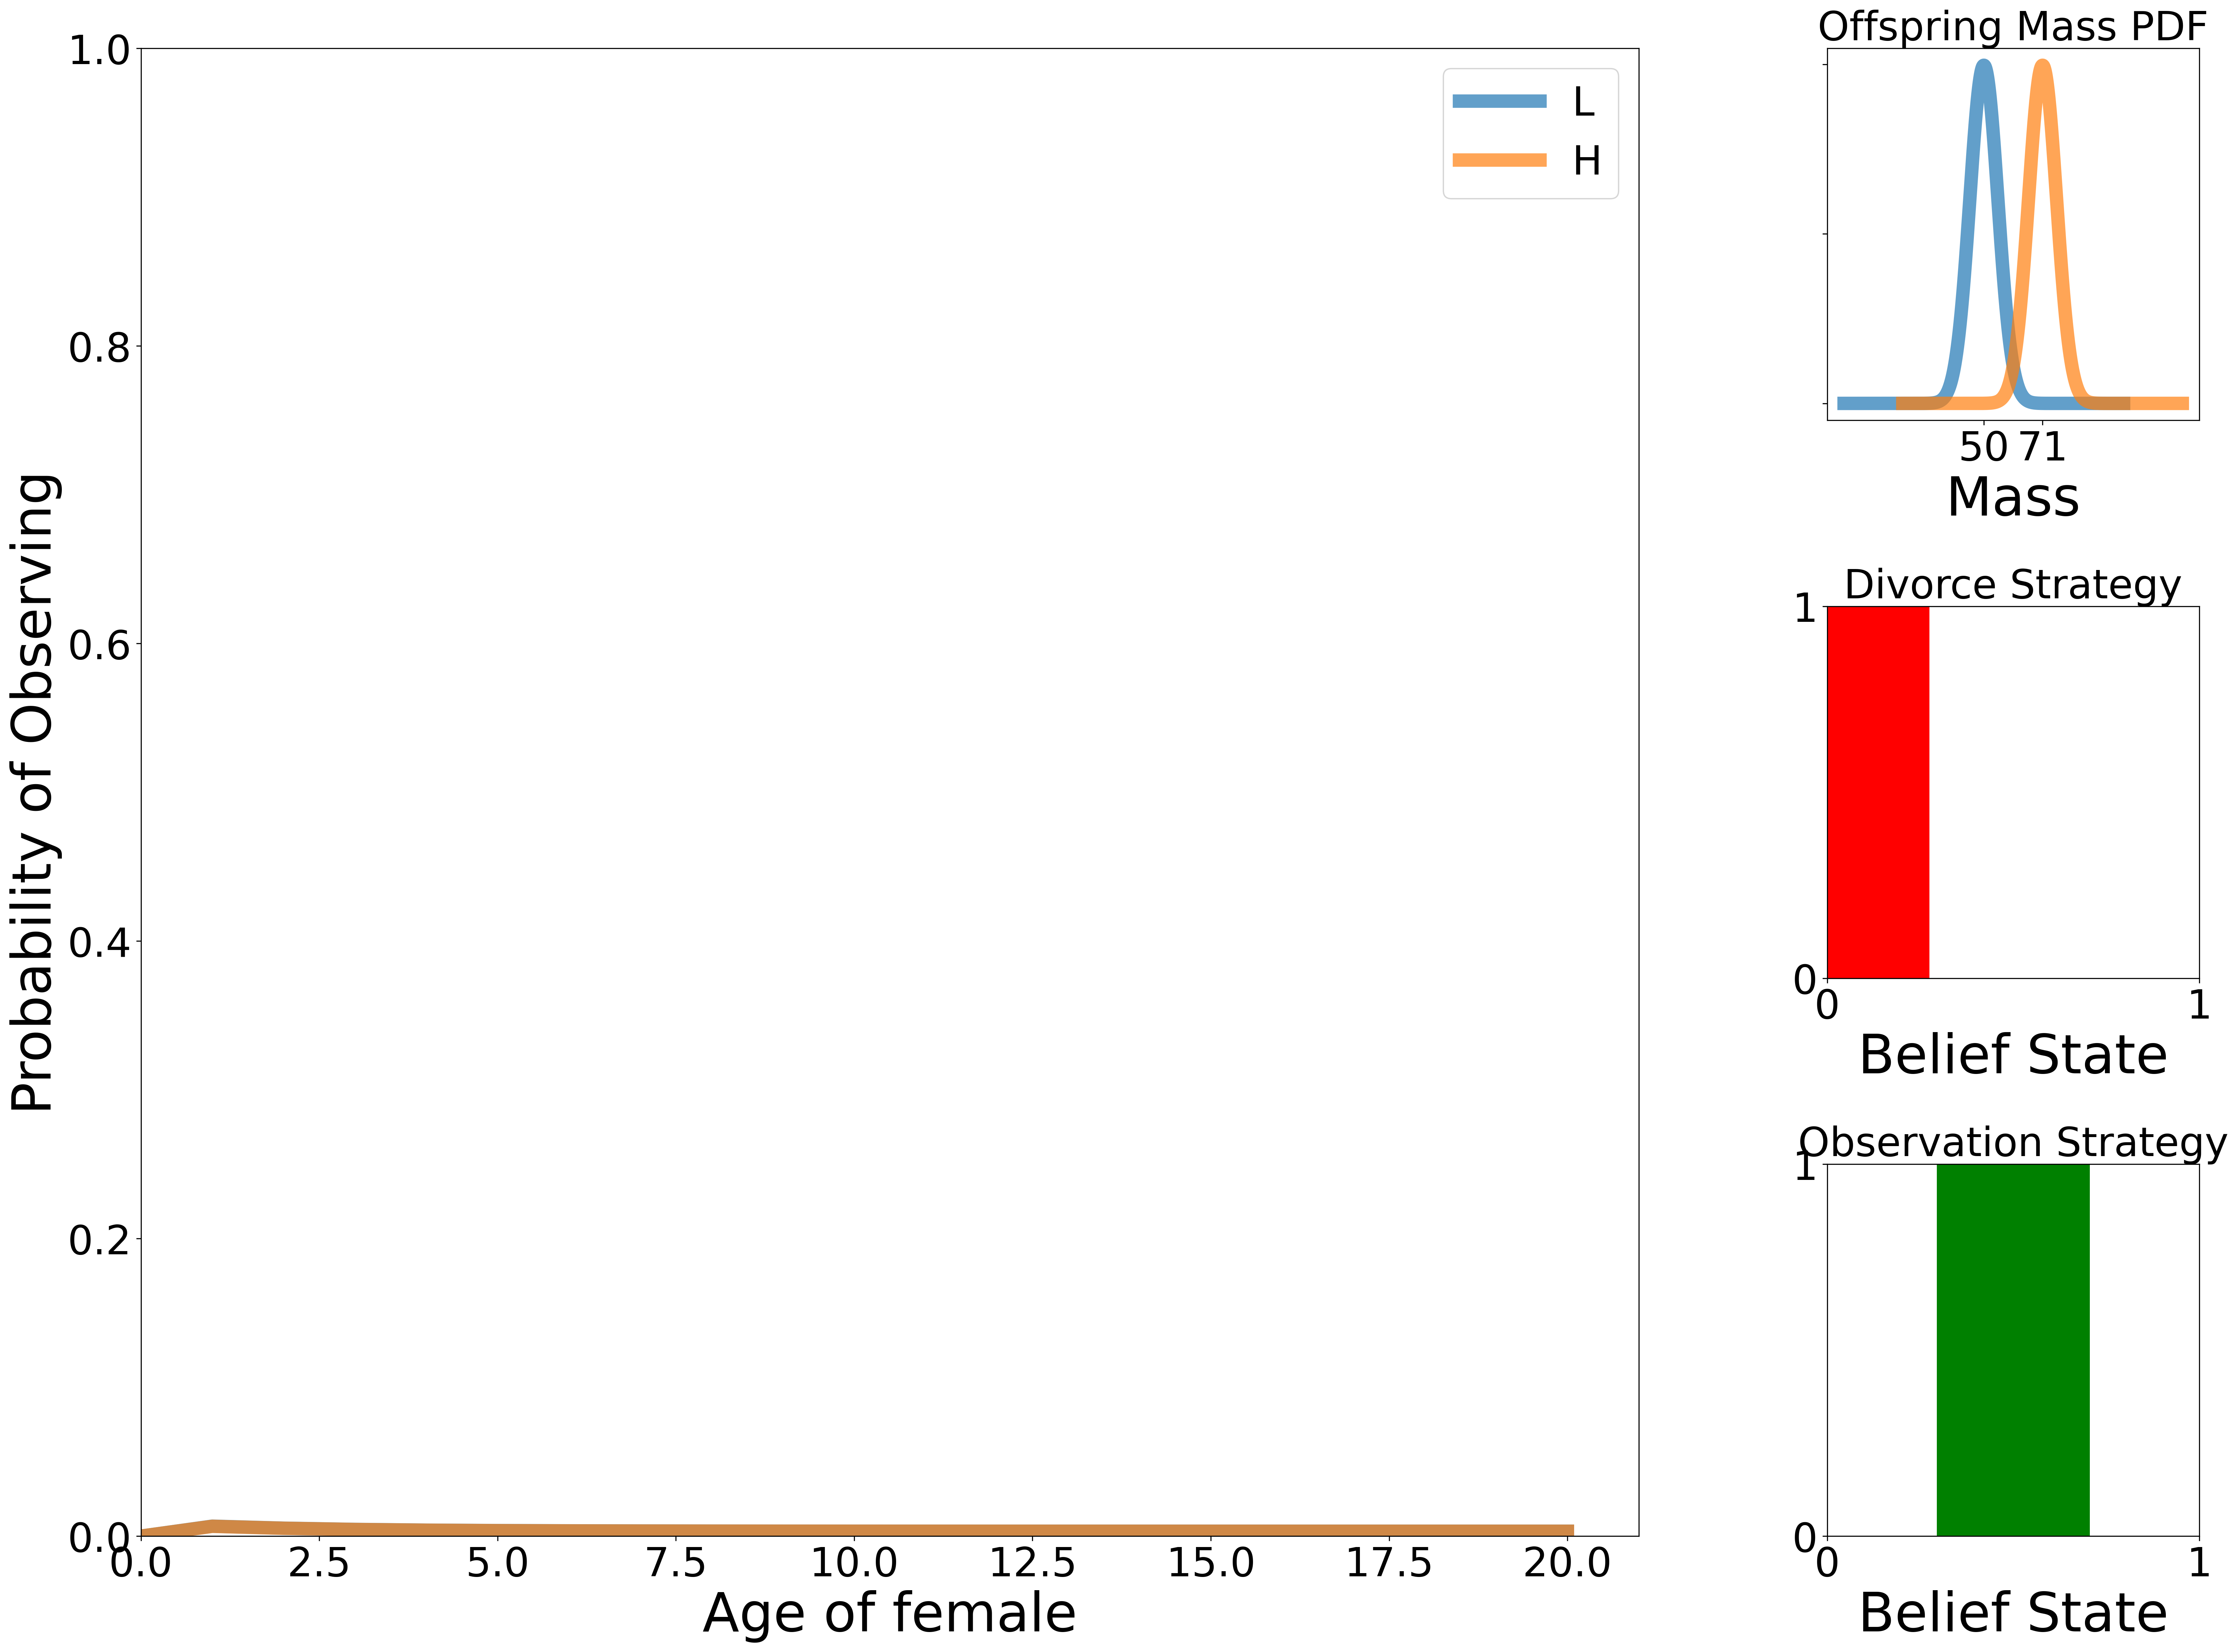 Probability of Observing
1.0
0.8
0.6
0.4
0.2
0.0
0.0 2.5 5.0 7.5 10.0 12.5 15.0 17.5 20.0
Age of female
L
H
Offspring Mass PDF
50 71
Mass
Divorce Strategy
1
0
0 1
Belief State
Observation Strategy
1
0
0 1
Belief State